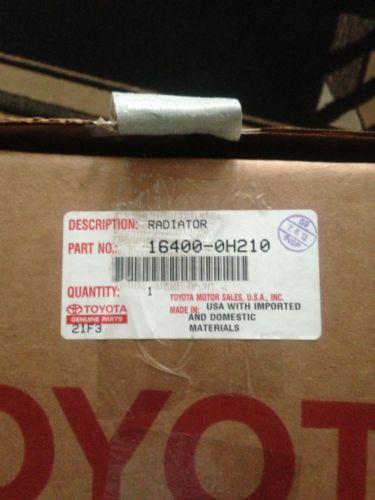 DESCRIPTION: RADIATOR
PART NO.: 16400-0H210
QUANTITY: 1
TOYOTA MOTOR SALES, U.S.A., INC.
MADE IN: USA WITH IMPORTED
AND DOMESTIC
MATERIALS
TOYOTA
GENUINE PARTS
21F3
TOYOT